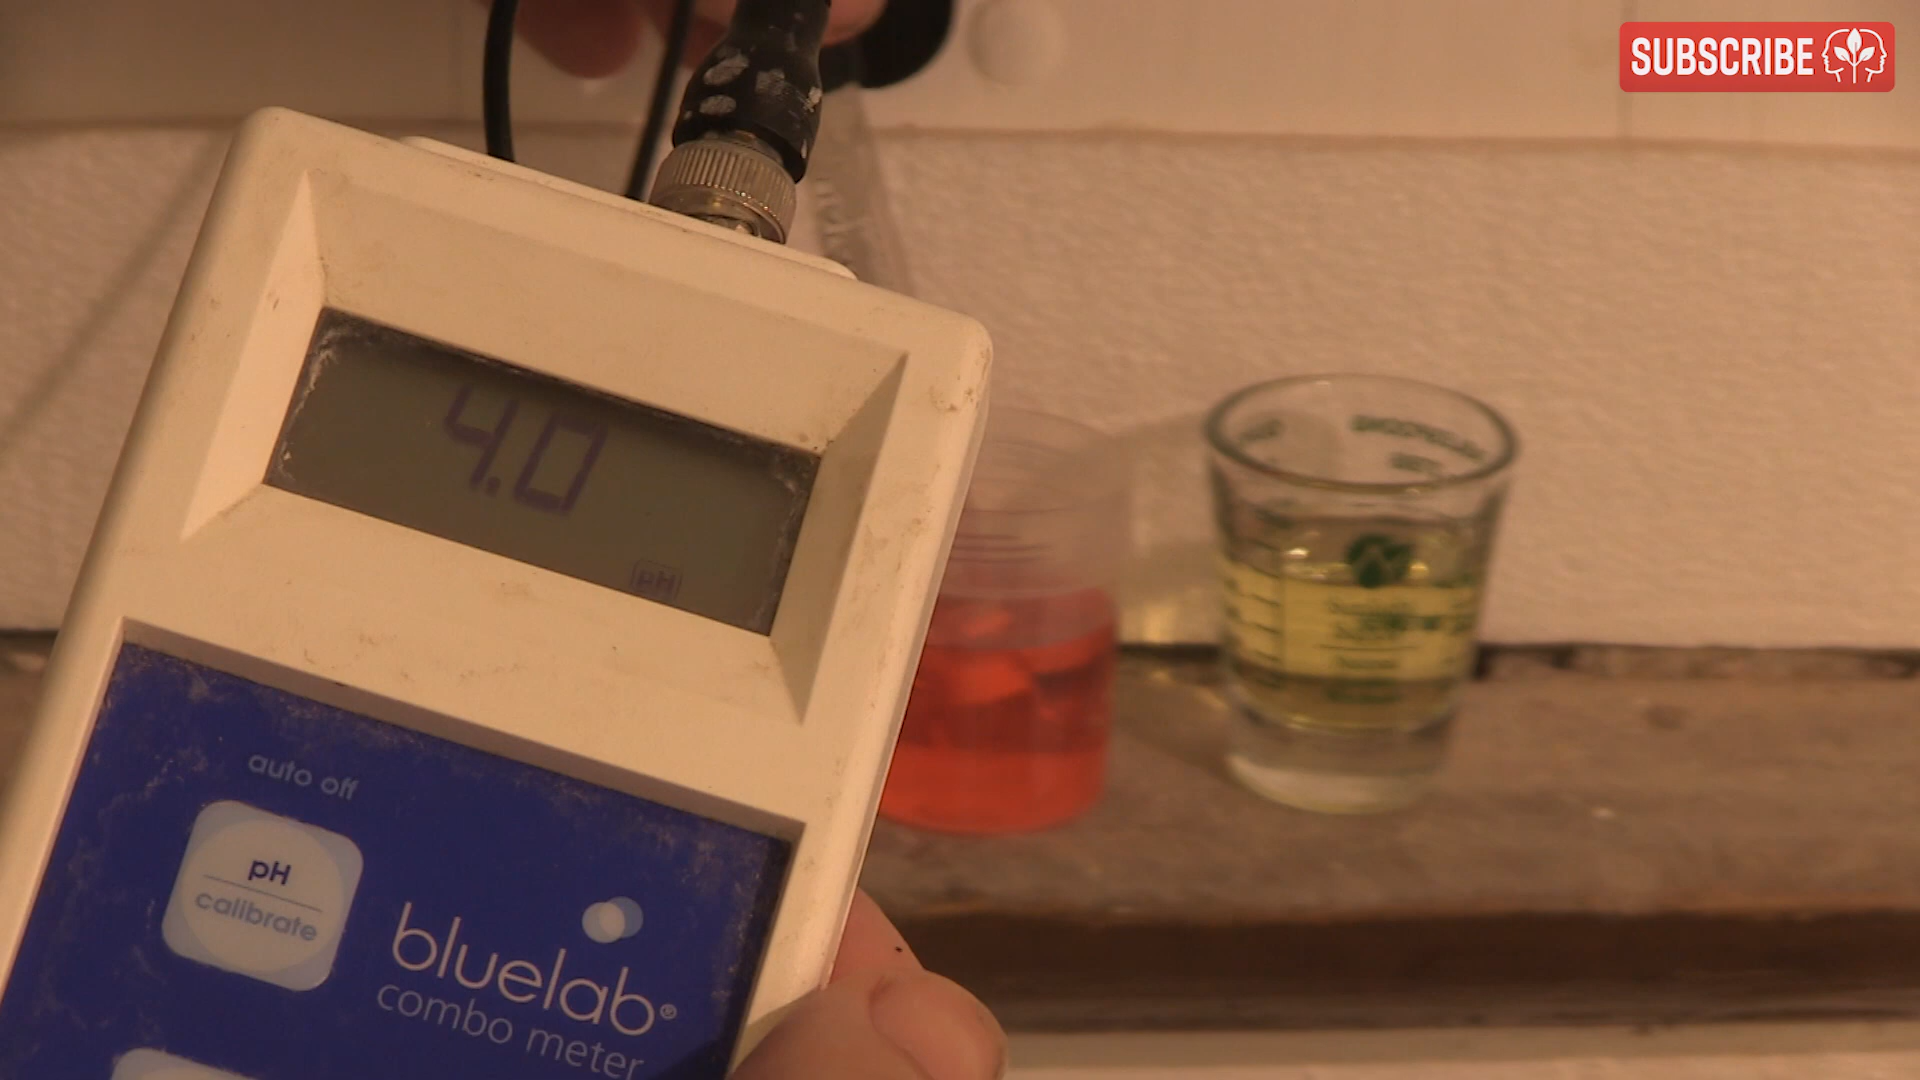 SUBSCRIBE
4.0
pH
auto off
pH
calibrate
bluelab®
combo meter